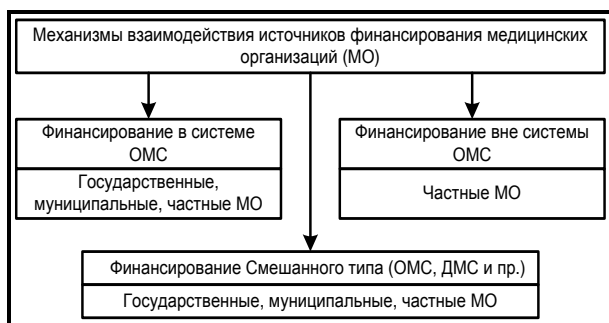 Механизмы взаимодействия источников финансирования медицинских
организаций (МО)
Финансирование в системе
ОМС
Государственные,
муниципальные, частные МО
Финансирование вне системы
ОМС
Частные МО
Финансирование Смешанного типа (ОМС, ДМС и пр.)
Государственные, муниципальные, частные МО